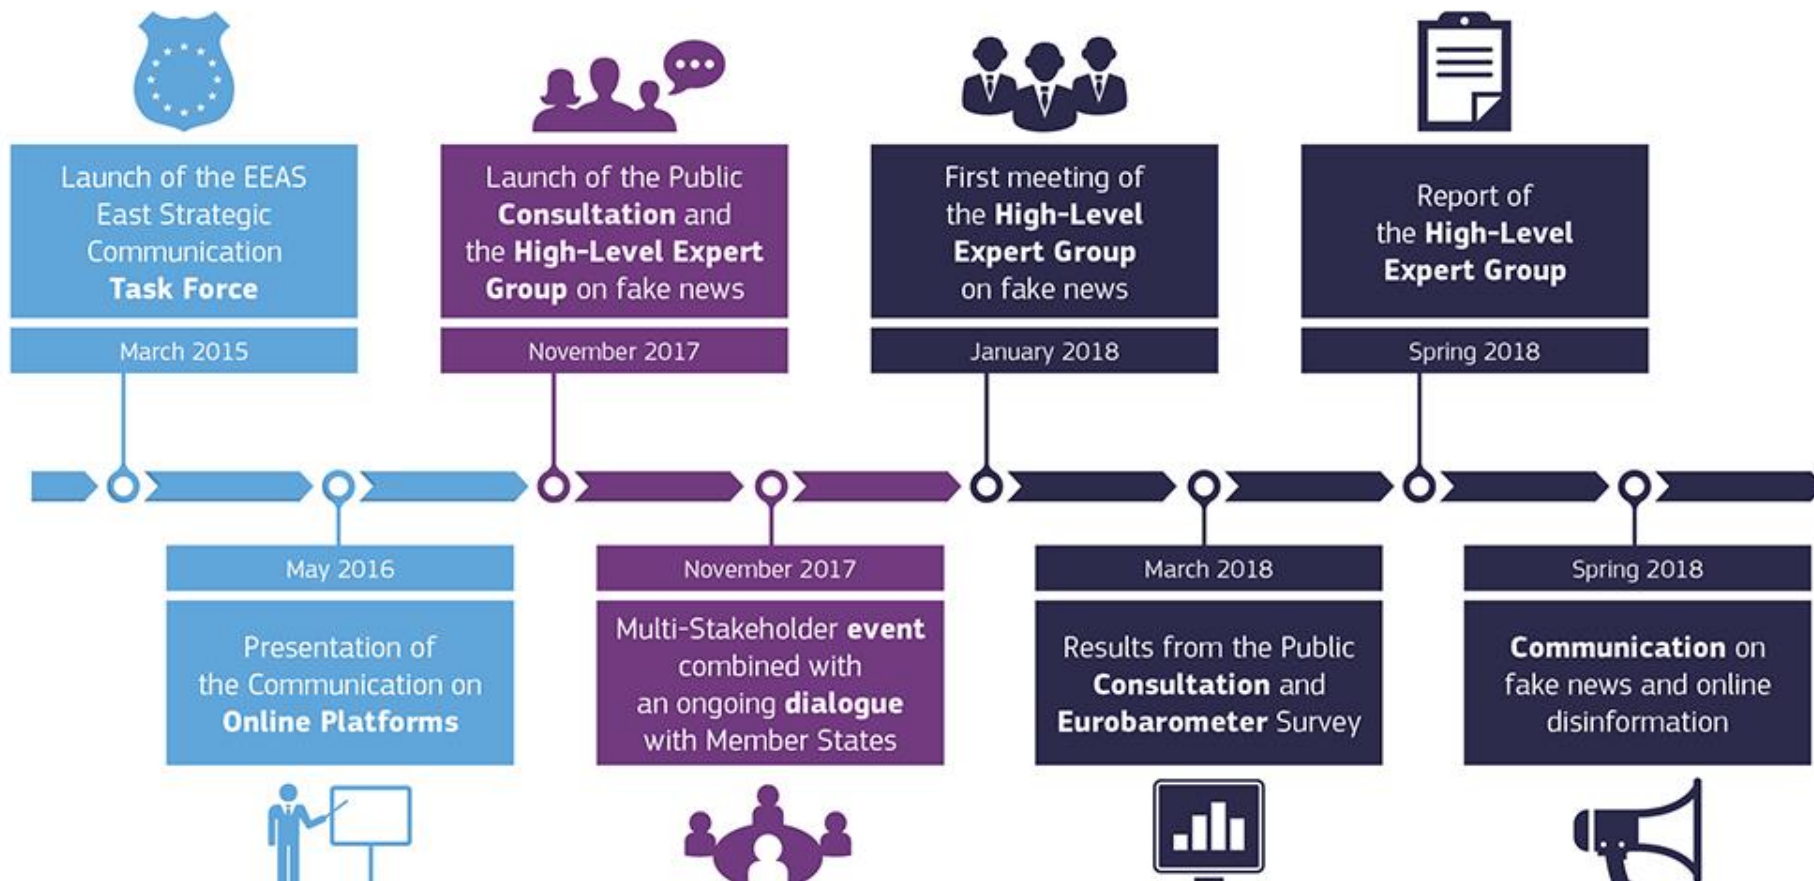 Launch of the EEAS
East Strategic
Communication
Task Force
March 2015
Launch of the Public
Consultation and
the High-Level Expert
Group on fake news
November 2017
First meeting of
the High-Level
Expert Group
on fake news
January 2018
Report of
the High-Level
Expert Group
Spring 2018
May 2016
Presentation of
the Communication on
Online Platforms
November 2017
Multi-Stakeholder event
combined with
an ongoing dialogue
with Member States
March 2018
Results from the Public
Consultation and
Eurobarometer Survey
Spring 2018
Communication on
fake news and online
disinformation